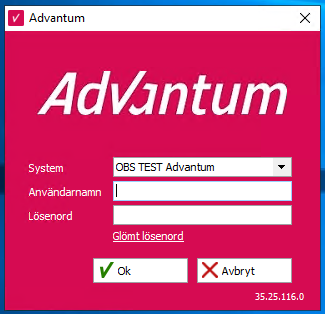 Advantum
Advantum
System OBS TEST Advantum
Användarnamn
Lösenord
Glömt lösenord
Ok Avbryt
35.25.116.0